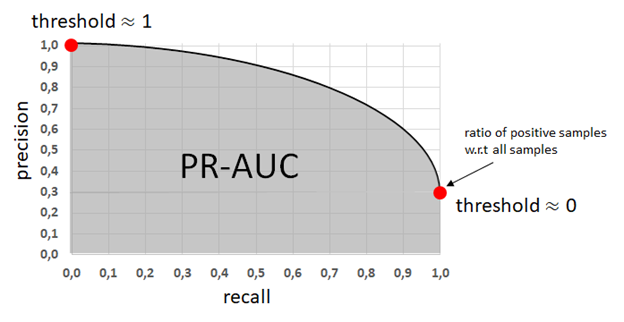 threshold ≈ 1
1,0
0,9
0,8
0,7
0,6
0,5
0,4
0,3
0,2
0,1
0,0
precision
PR-AUC
ratio of positive samples
w.r.t all samples
threshold ≈ 0
0,0 0,1 0,2 0,3 0,4 0,5 0,6 0,7 0,8 0,9 1,0
recall